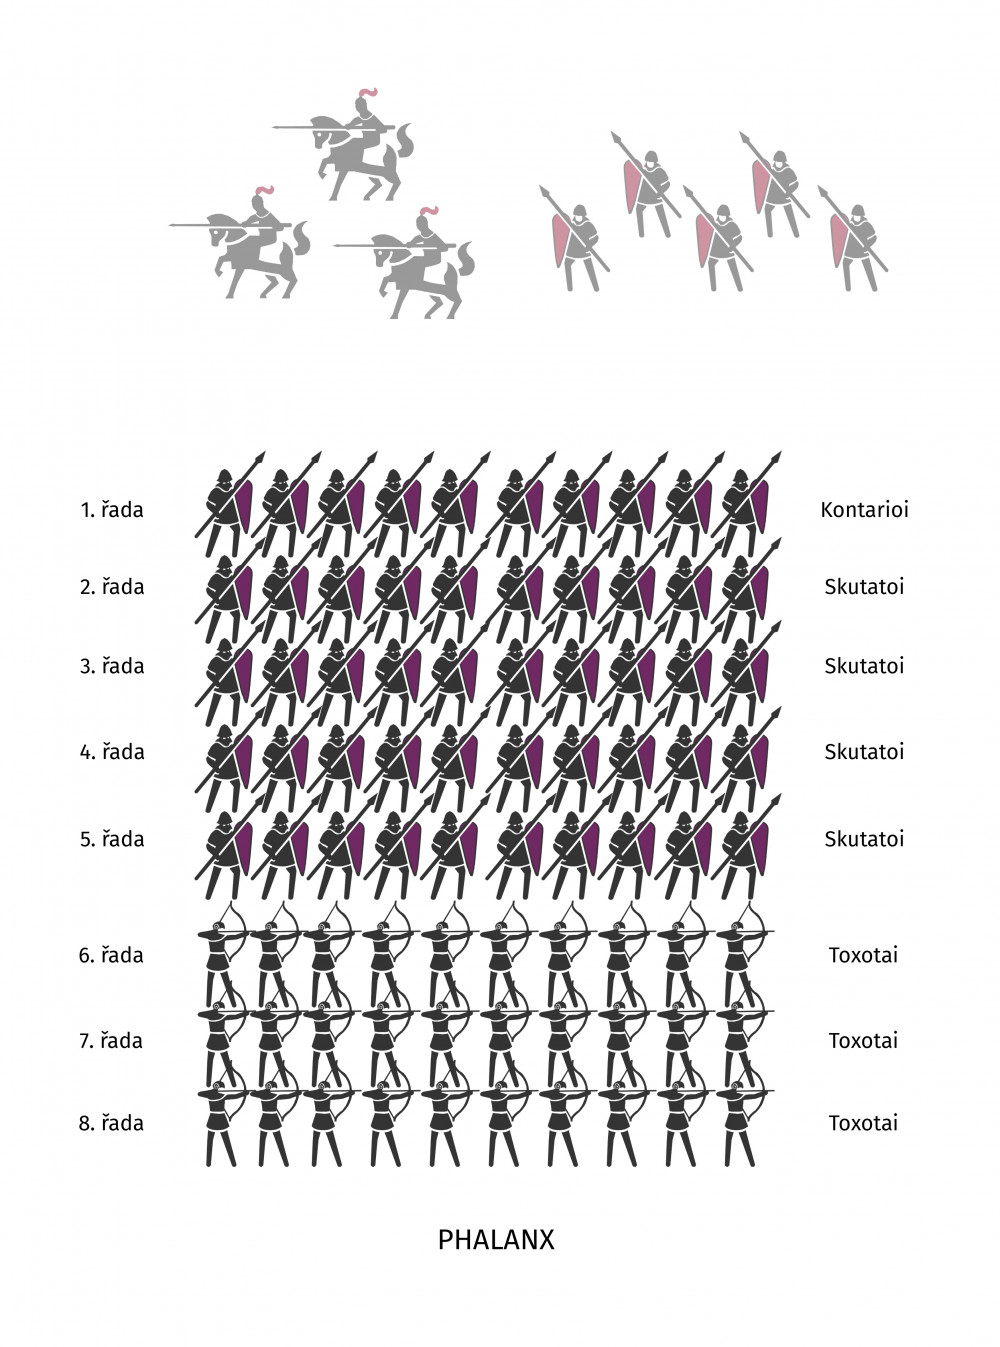 1. řada Kontarioi
2. řada Skutatoi
3. řada Skutatoi
4. řada Skutatoi
5. řada Skutatoi
6. řada Toxotai
7. řada Toxotai
8. řada Toxotai
PHALANX